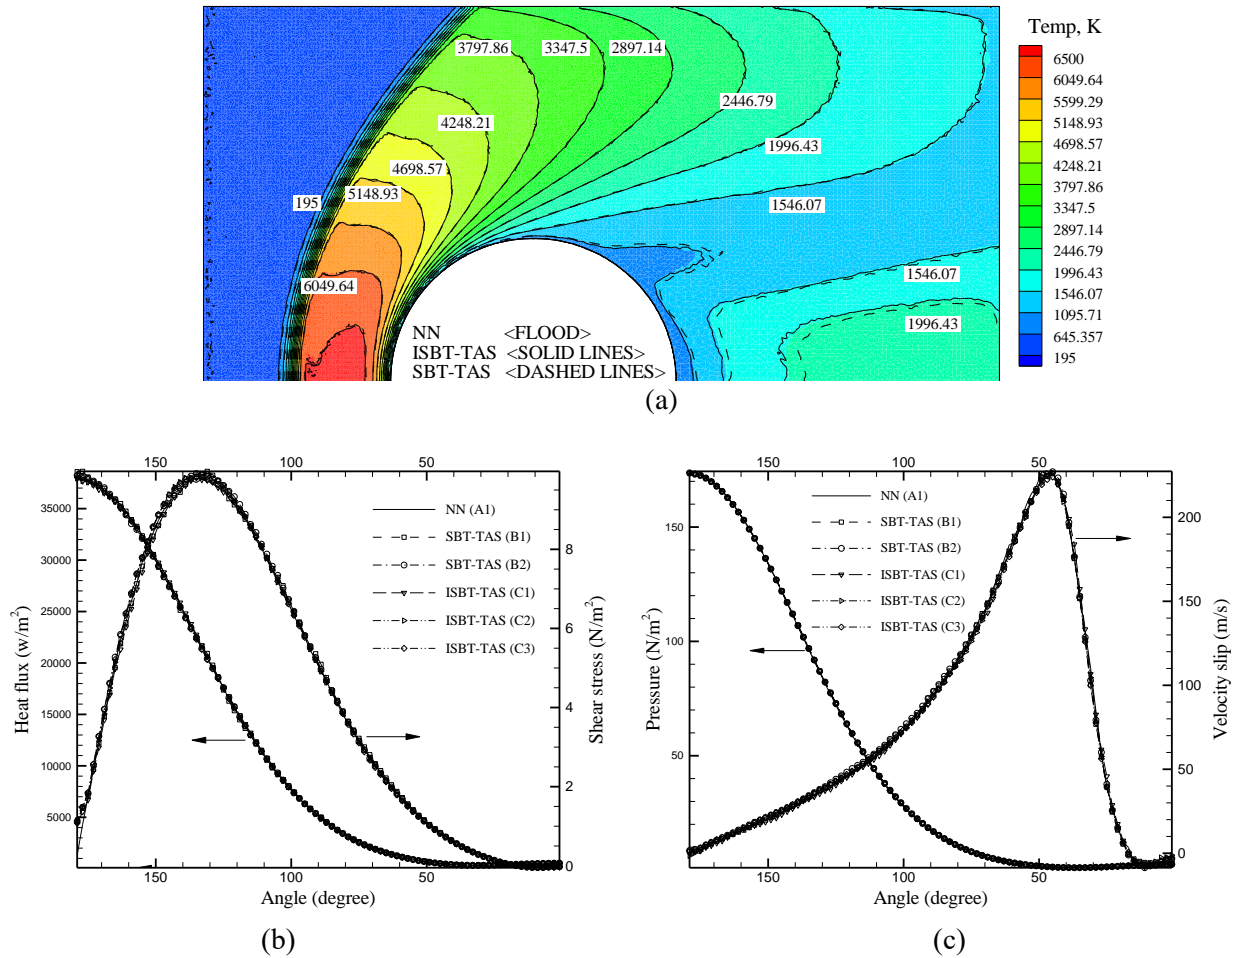 Temp, K
6500
6049.64
5599.29
5148.93
4698.57
4248.21
3797.86
3347.5
2897.14
2446.79
1996.43
1546.07
1095.71
645.357
195
3797.86
3347.5
2897.14
2446.79
4248.21
1996.43
4698.57
5148.93
195
1546.07
6049.64
1546.07
1996.43
NN <FLOOD>
ISBT-TAS <SOLID LINES>
SBT-TAS <DASHED LINES>
(a)
150 100 50
35000
30000
25000
20000
15000
10000
5000
Heat flux (w/m²)
NN (A1)
SBT-TAS (B1)
SBT-TAS (B2)
ISBT-TAS (C1)
ISBT-TAS (C2)
ISBT-TAS (C3)
8
6
4
2
0
Shear stress (N/m²)
150 100 50
Angle (degree)
(b)
150 100 50
150
100
50
Pressure (N/m²)
NN (A1)
SBT-TAS (B1)
SBT-TAS (B2)
ISBT-TAS (C1)
ISBT-TAS (C2)
ISBT-TAS (C3)
200
150
100
50
0
Velocity slip (m/s)
150 100 50
Angle (degree)
(c)